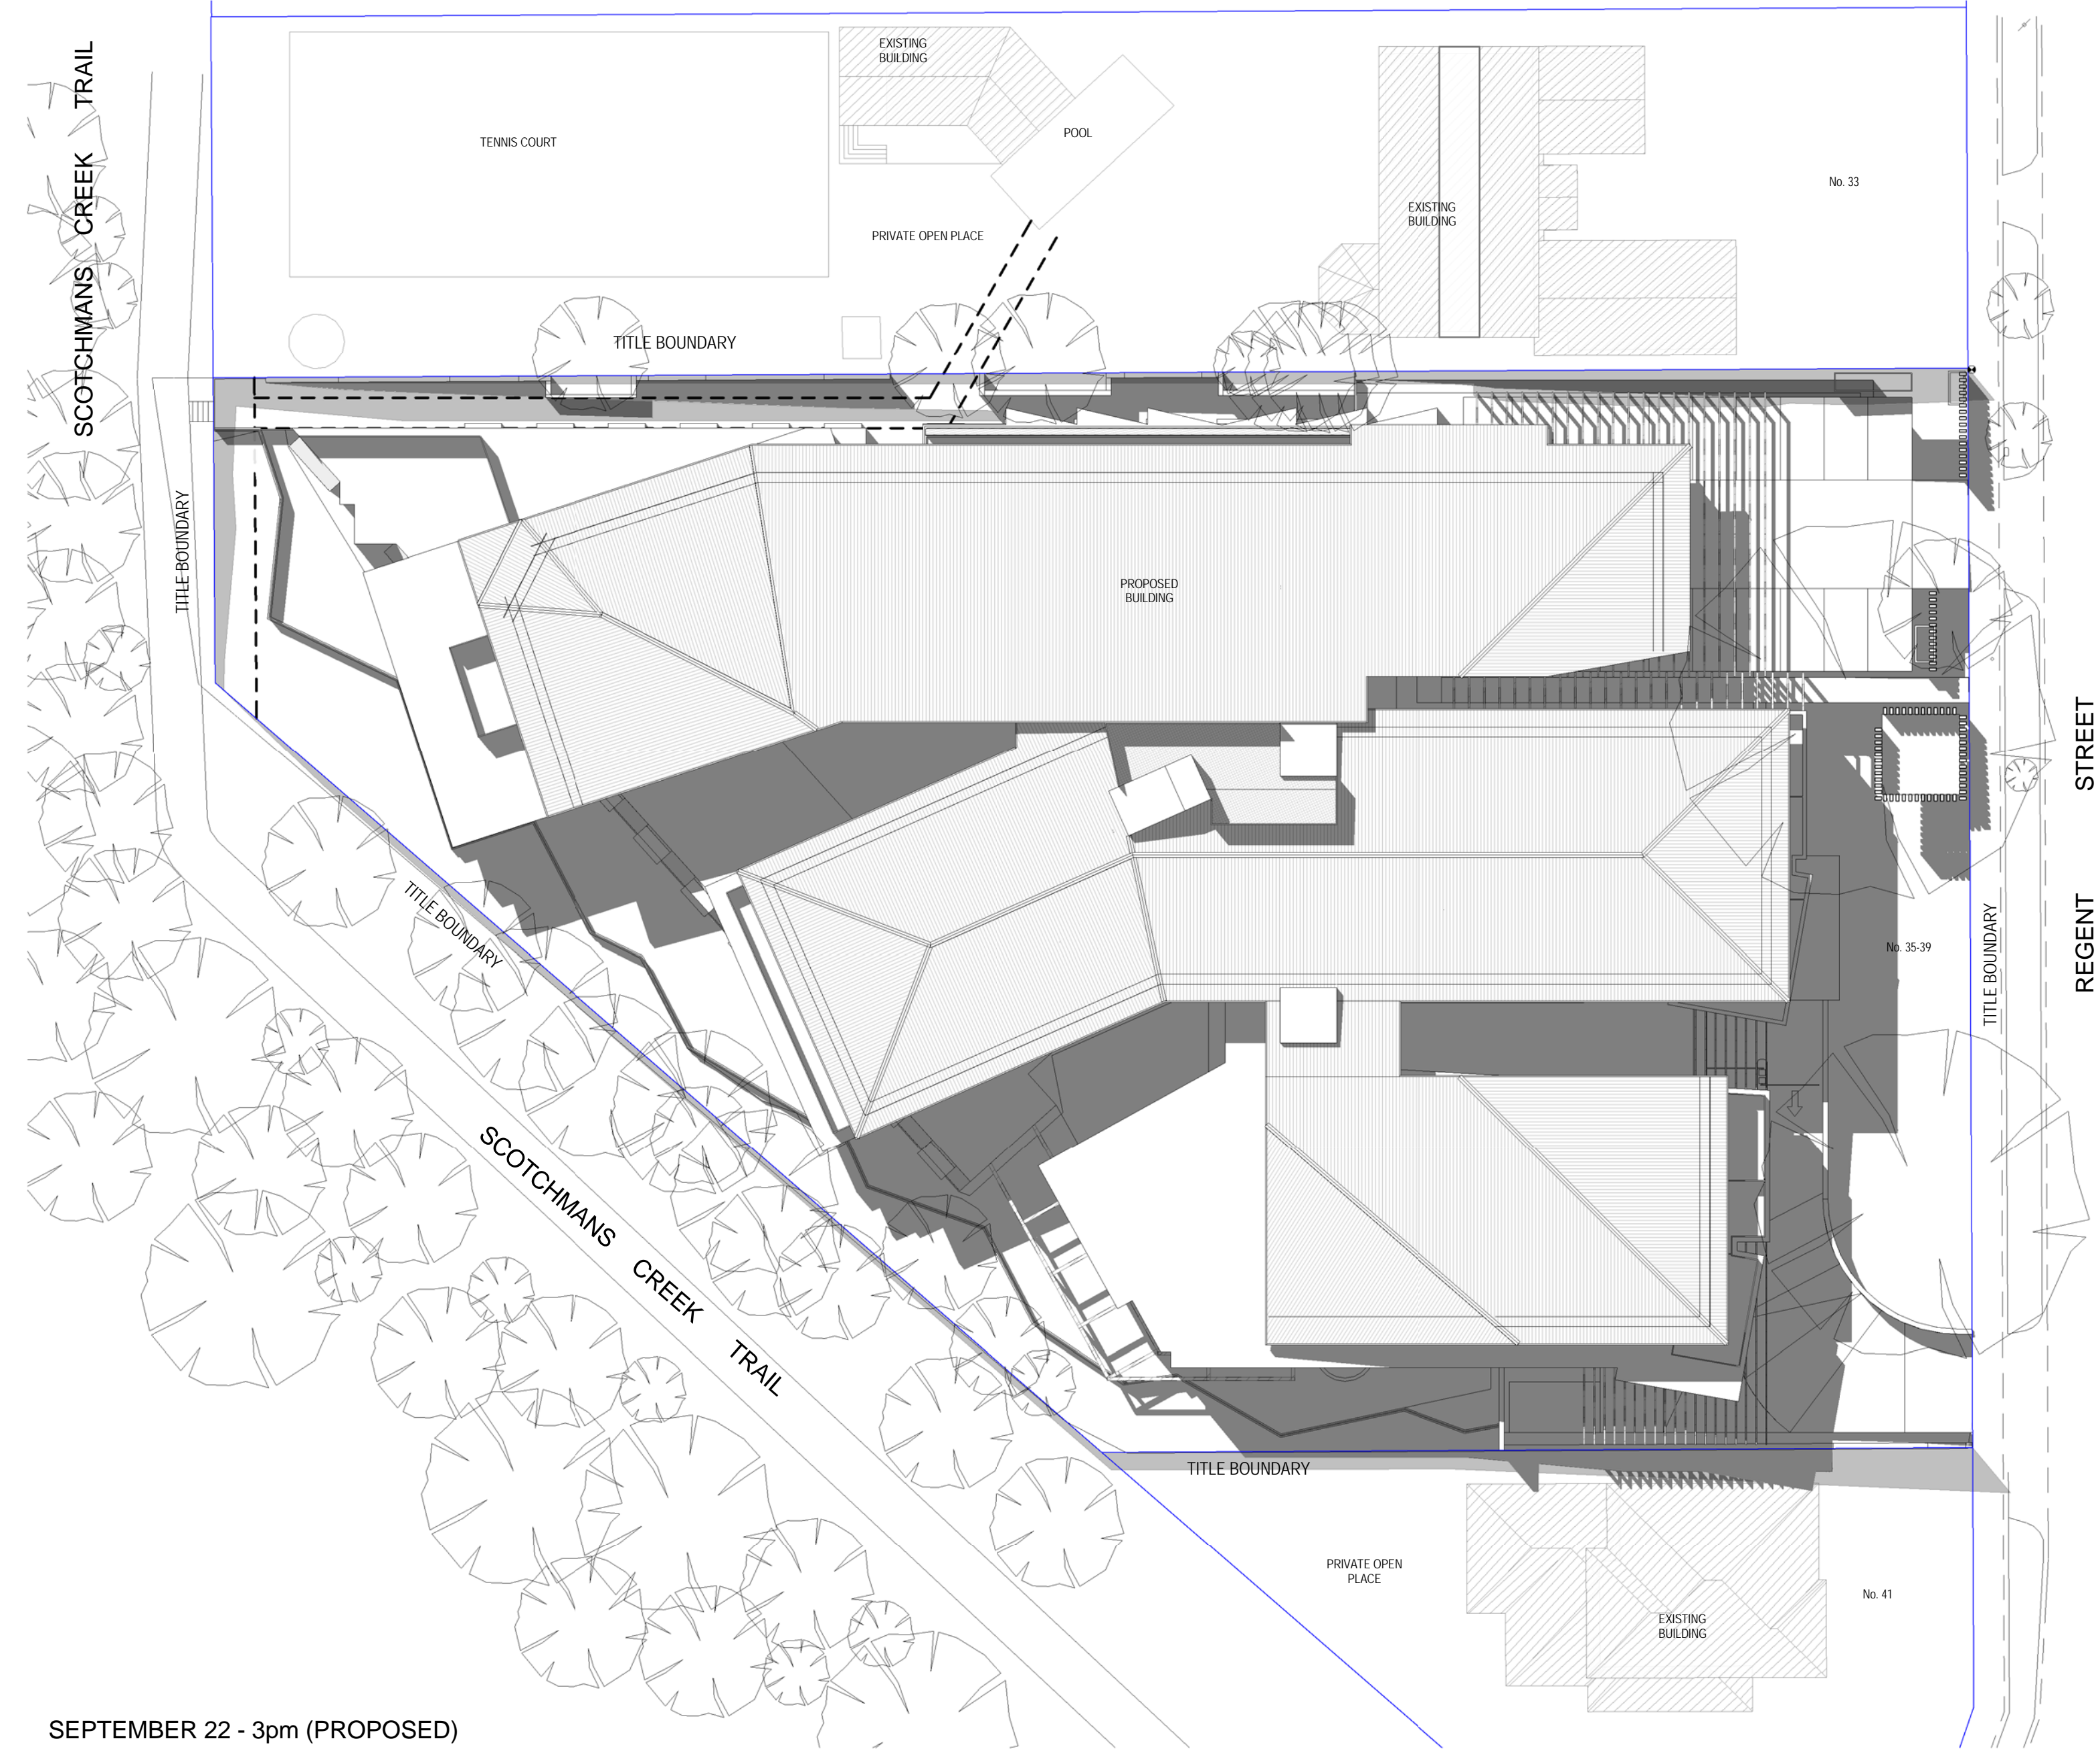 EXISTING
BUILDING
SCOTCHMANS CREEK TRAIL
TENNIS COURT
POOL
No. 33
EXISTING
BUILDING
PRIVATE OPEN PLACE
TITLE BOUNDARY
TITLE BOUNDARY
PROPOSED
BUILDING
REGENT STREET
TITLE BOUNDARY
No. 35-39
TITLE BOUNDARY
SCOTCHMANS CREEK TRAIL
TITLE BOUNDARY
PRIVATE OPEN
PLACE
No. 41
EXISTING
BUILDING
SEPTEMBER 22 - 3pm (PROPOSED)